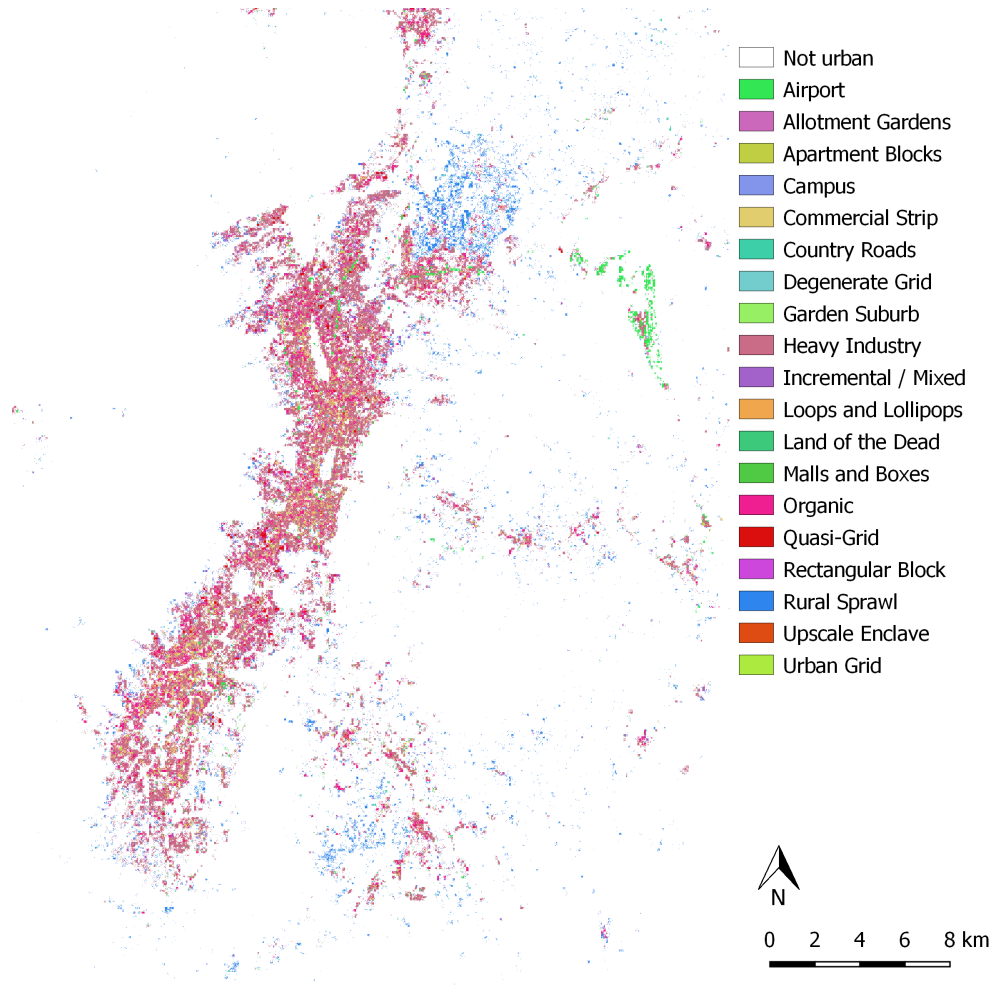 Not urban
Airport
Allotment Gardens
Apartment Blocks
Campus
Commercial Strip
Country Roads
Degenerate Grid
Garden Suburb
Heavy Industry
Incremental / Mixed
Loops and Lollipops
Land of the Dead
Malls and Boxes
Organic
Quasi-Grid
Rectangular Block
Rural Sprawl
Upscale Enclave
Urban Grid
N
0 2 4 6 8 km